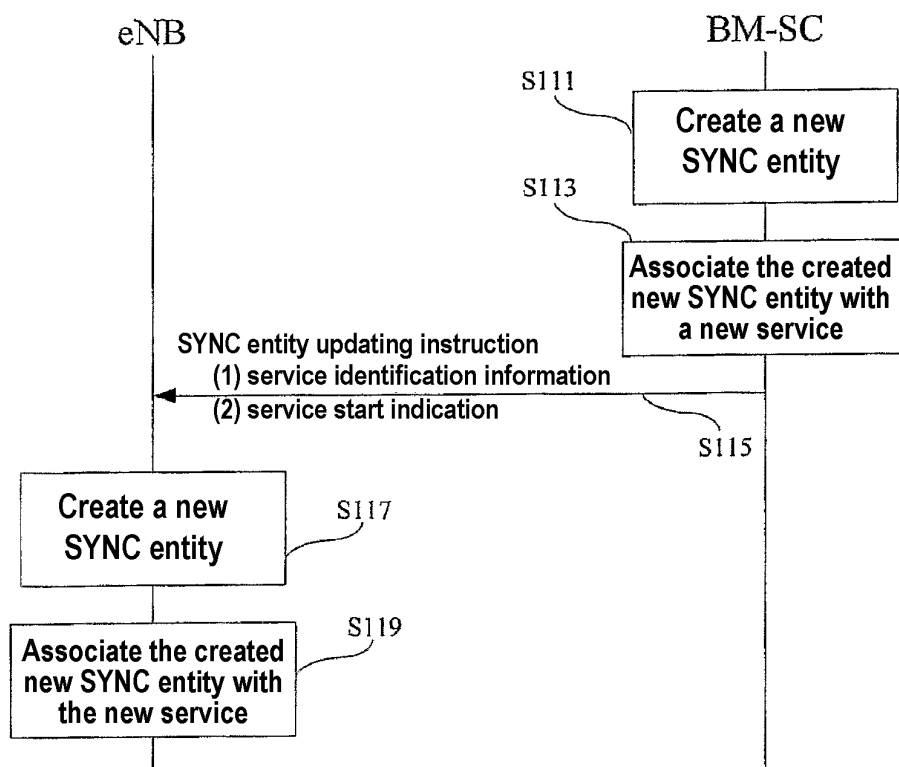 eNB
BM-SC
S111
Create a new
SYNC entity
S113
Associate the created
new SYNC entity with
a new service
SYNC entity updating instruction
(1) service identification information
(2) service start indication
S115
Create a new
SYNC entity
S117
S119
Associate the created
new SYNC entity with
the new service